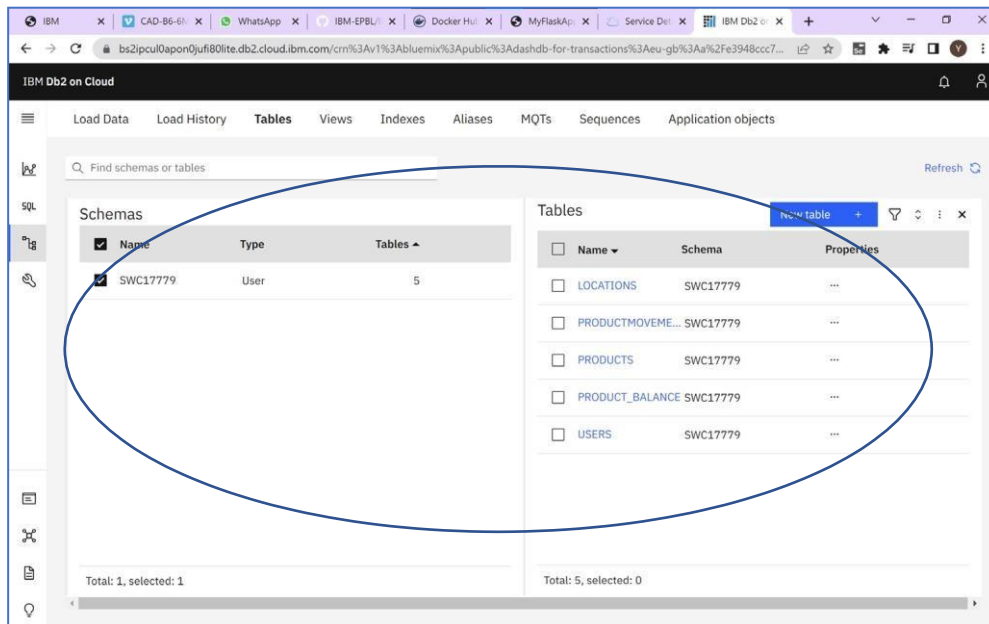 IBM
CAD-B6-6N
WhatsApp
IBM-EPBL/
Docker Hu
MyFlaskAp
Service Det
IBM Db2 or
bs2ipcul0apon0jufi80lite.db2.cloud.ibm.com/crn%3Av1%3Abluemix%3Apublic%3Adashdb-for-transactions%3Aeu-gb%3Aa%2Fe3948ccc7...
Y
IBM Db2 on Cloud
Load Data Load History Tables Views Indexes Aliases MQTs Sequences Application objects
Find schemas or tables
Refresh
SQL
Schemas
Name Type Tables
SWC17779 User 5
Total: 1, selected: 1
Tables
New table +
Name Schema Properties
LOCATIONS SWC17779 ...
PRODUCTMOVEME... SWC17779 ...
PRODUCTS SWC17779 ...
PRODUCT_BALANCE SWC17779 ...
USERS SWC17779 ...
Total: 5, selected: 0